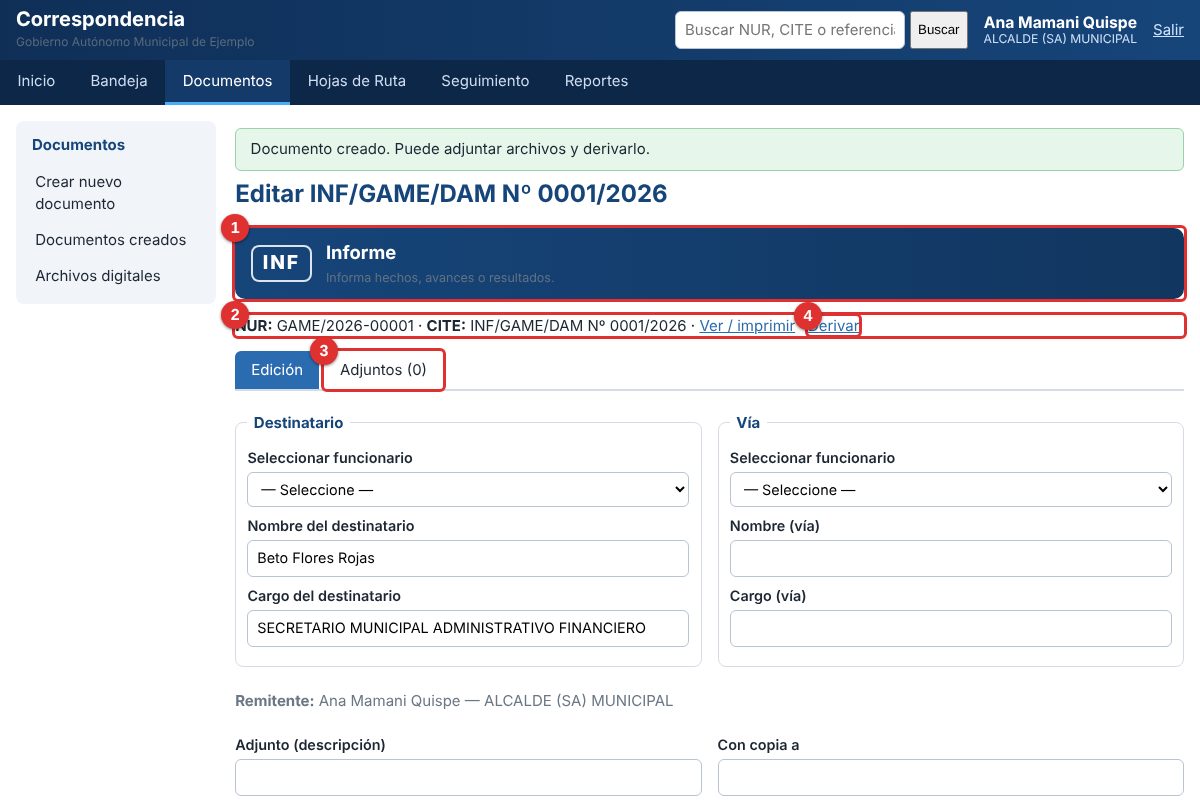 Correspondencia
Gobierno Autónomo Municipal de Ejemplo
Buscar NUR, CITE o referenci
Buscar
Ana Mamani Quispe
ALCALDE (SA) MUNICIPAL
Salir
Inicio Bandeja Documentos Hojas de Ruta Seguimiento Reportes
Documentos
Crear nuevo
documento
Documentos creados
Archivos digitales
Documento creado. Puede adjuntar archivos y derivarlo.
Editar INF/GAME/DAM Nº 0001/2026
1
INF
Informe
Informa hechos, avances o resultados.
2
NUR: GAME/2026-00001 · CITE: INF/GAME/DAM Nº 0001/2026 · Ver / imprimir
4
Derivar
3
Edición
Adjuntos (0)
Destinatario
Seleccionar funcionario
— Seleccione —
Nombre del destinatario
Beto Flores Rojas
Cargo del destinatario
SECRETARIO MUNICIPAL ADMINISTRATIVO FINANCIERO
Vía
Seleccionar funcionario
— Seleccione —
Nombre (vía)
Cargo (vía)
Remitente: Ana Mamani Quispe — ALCALDE (SA) MUNICIPAL
Adjunto (descripción)
Con copia a